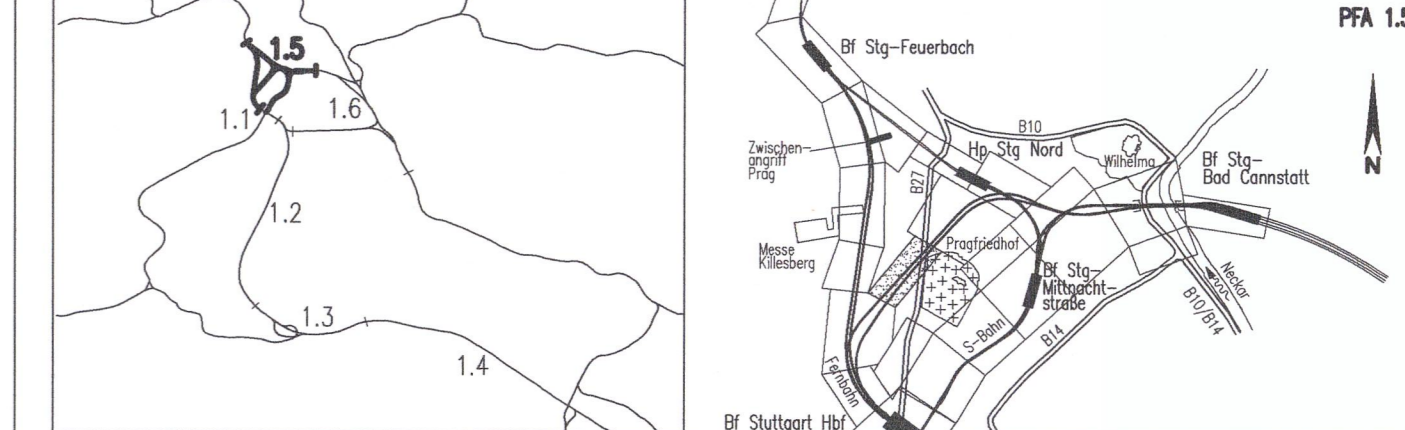 1.5
1.6
1.1
1.2
1.3
1.4
PFA 1.5
Bf Stg-Feuerbach
B10
Zwischen-
angriff
Prag
Hp Stg Nord
Wilhelma
Bf Stg-
Bad Cannstatt
N
B27
Messe
Killesberg
Pragfriedhof
Bf Stg-
Mittnacht-
straße
Neckar
B10/B14
S-Bahn
B14
Fernbahn
Bf Stuttgart Hbf